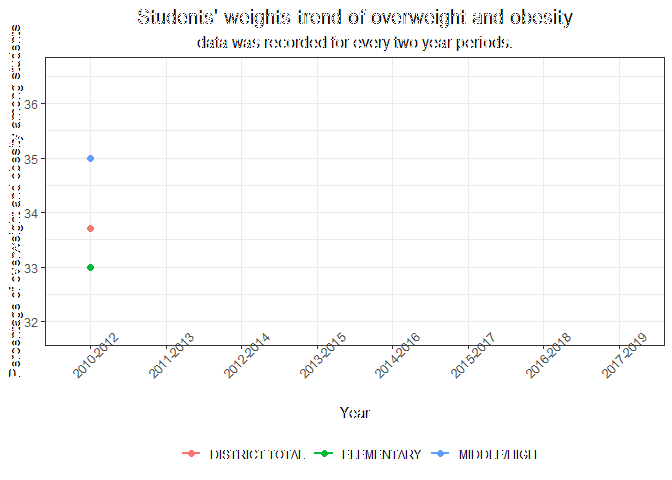 Students' weights trend of overweight and obesity
data was recorded for every two year periods.
Percentage of overweight and obesity among students
36
35
34
33
32
2010-2012
2011-2013
2012-2014
2013-2015
2014-2016
2015-2017
2016-2018
2017-2019
Year
DISTRICT TOTAL
ELEMENTARY
MIDDLE/HIGH